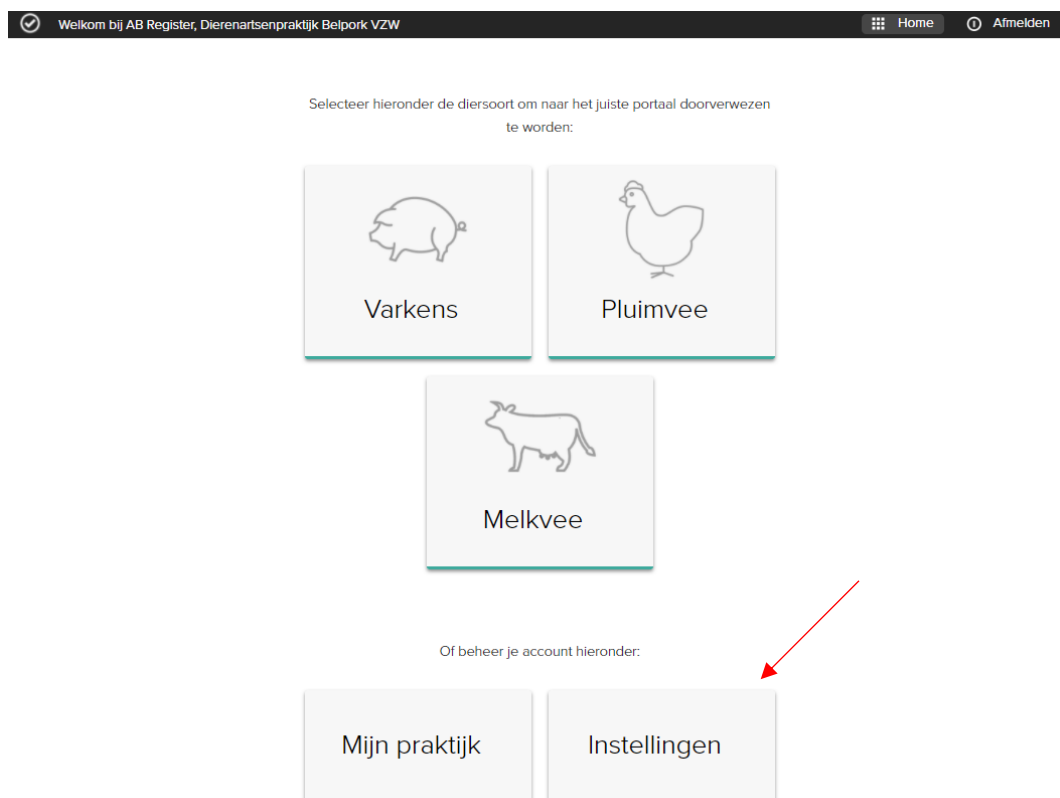 Welkom bij AB Register, Dierenartsenpraktijk Belpork VZW
Home
Afmelden
Selecteer hieronder de diersoort om naar het juiste portaal doorverwezen
te worden:
Varkens
Pluimvee
Melkvee
Of beheer je account hieronder:
Mijn praktijk
Instellingen